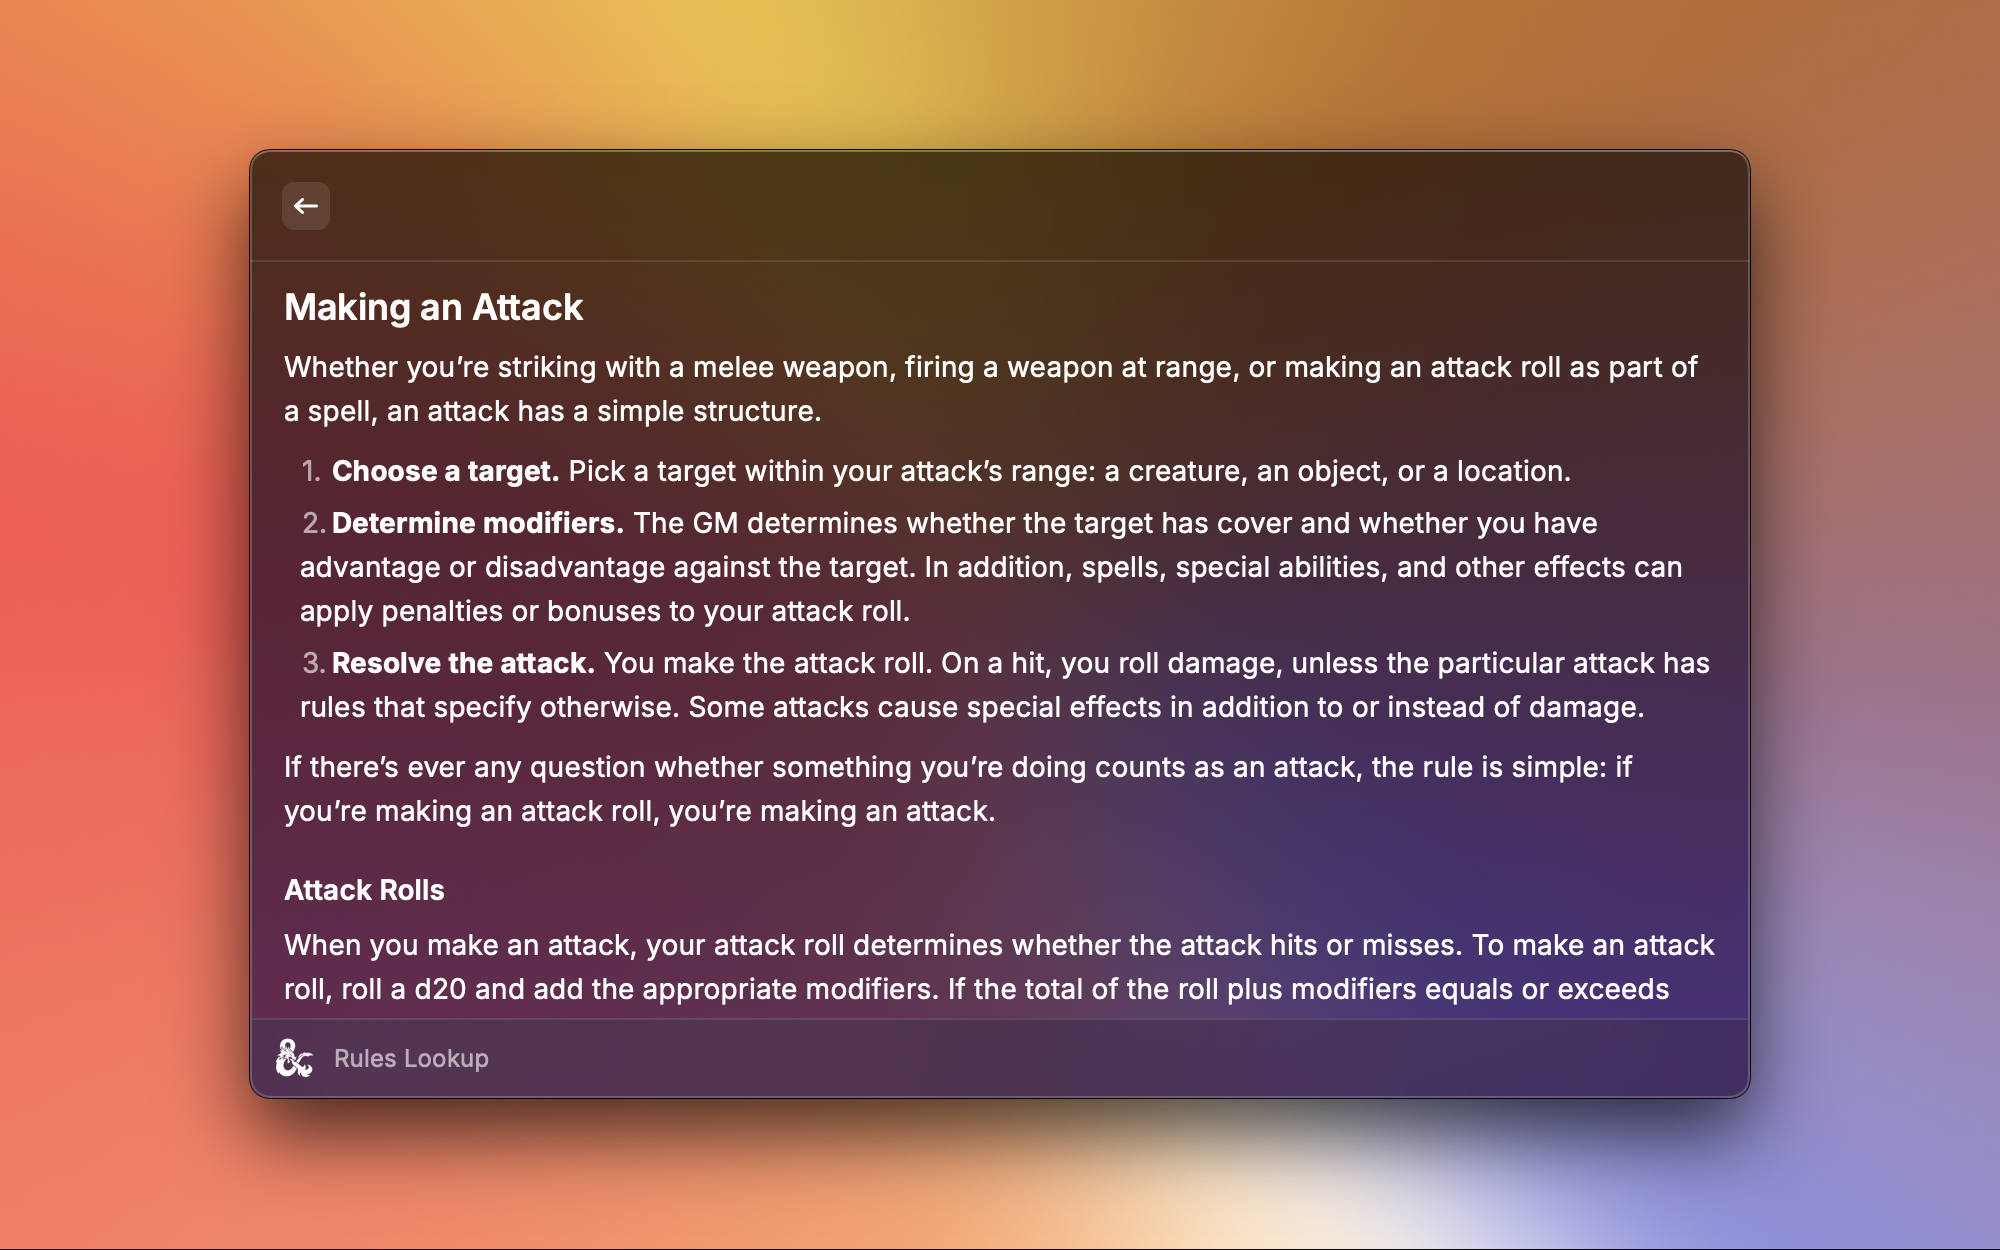 Making an Attack
Whether you’re striking with a melee weapon, firing a weapon at range, or making an attack roll as part of
a spell, an attack has a simple structure.
1. Choose a target. Pick a target within your attack’s range: a creature, an object, or a location.
2. Determine modifiers. The GM determines whether the target has cover and whether you have
advantage or disadvantage against the target. In addition, spells, special abilities, and other effects can
apply penalties or bonuses to your attack roll.
3. Resolve the attack. You make the attack roll. On a hit, you roll damage, unless the particular attack has
rules that specify otherwise. Some attacks cause special effects in addition to or instead of damage.
If there’s ever any question whether something you’re doing counts as an attack, the rule is simple: if
you’re making an attack roll, you’re making an attack.
Attack Rolls
When you make an attack, your attack roll determines whether the attack hits or misses. To make an attack
roll, roll a d20 and add the appropriate modifiers. If the total of the roll plus modifiers equals or exceeds
Rules Lookup